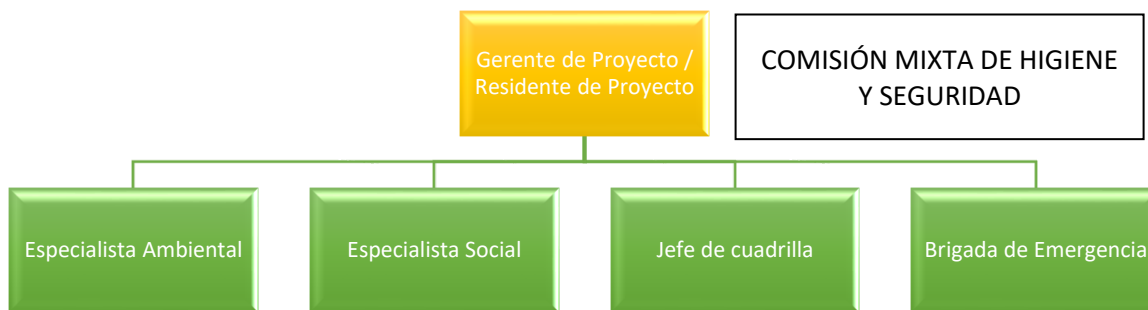 Gerente de Proyecto /
Residente de Proyecto
COMISIÓN MIXTA DE HIGIENE
Y SEGURIDAD
Especialista Ambiental
Especialista Social
Jefe de cuadrilla
Brigada de Emergencia